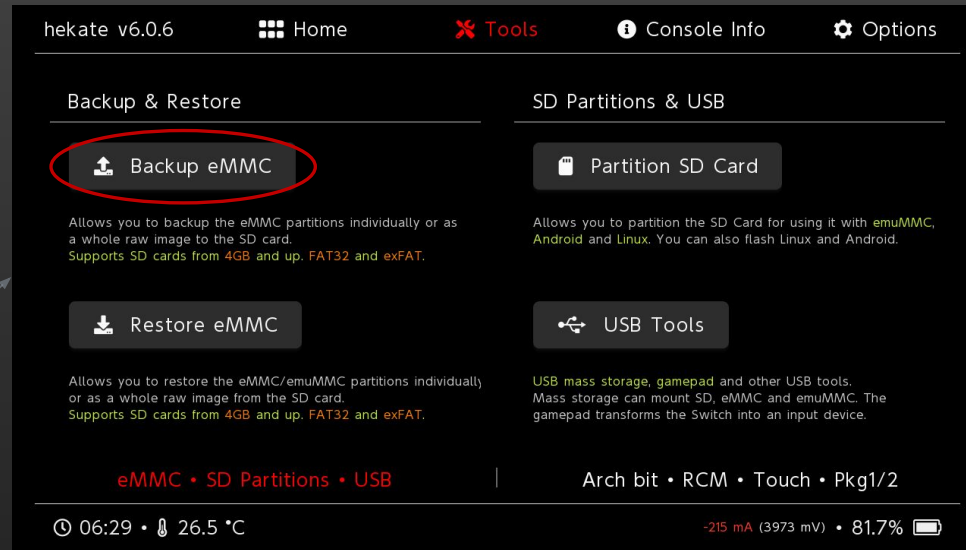 hekate v6.0.6 Home Tools Console Info Options
Backup & Restore
Backup eMMC
Allows you to backup the eMMC partitions individually or as
a whole raw image to the SD card.
Supports SD cards from 4GB and up. FAT32 and exFAT.
Restore eMMC
Allows you to restore the eMMC/emuMMC partitions individually
or as a whole raw image from the SD card.
Supports SD cards from 4GB and up. FAT32 and exFAT.
SD Partitions & USB
Partition SD Card
Allows you to partition the SD Card for using it with emuMMC,
Android and Linux. You can also flash Linux and Android.
USB Tools
USB mass storage, gamepad and other USB tools.
Mass storage can mount SD, eMMC and emuMMC. The
gamepad transforms the Switch into an input device.
eMMC • SD Partitions • USB | Arch bit • RCM • Touch • Pkg1/2
06:29 • 26.5 °C -215 mA (3973 mV) • 81.7%